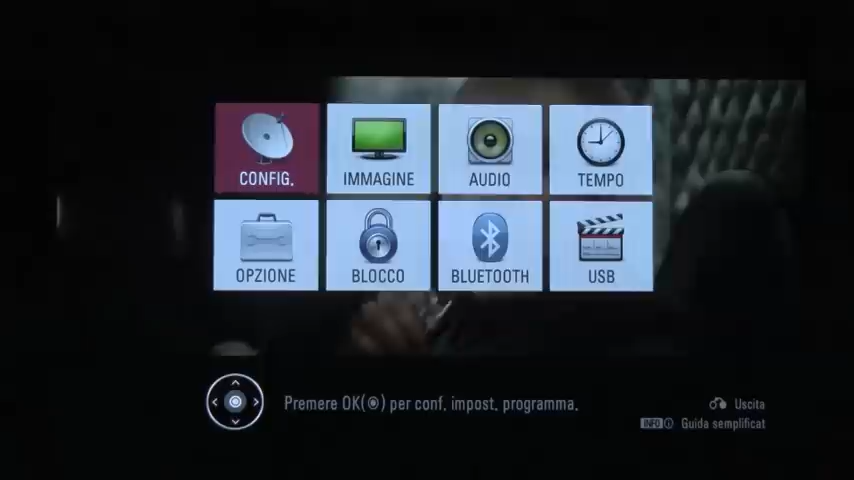 CONFIG.
IMMAGINE
AUDIO
TEMPO
OPZIONE
BLOCCO
BLUETOOTH
USB
Premere OK(◉) per conf. impost. programma.
Uscita
INFO ⓘ Guida semplificat